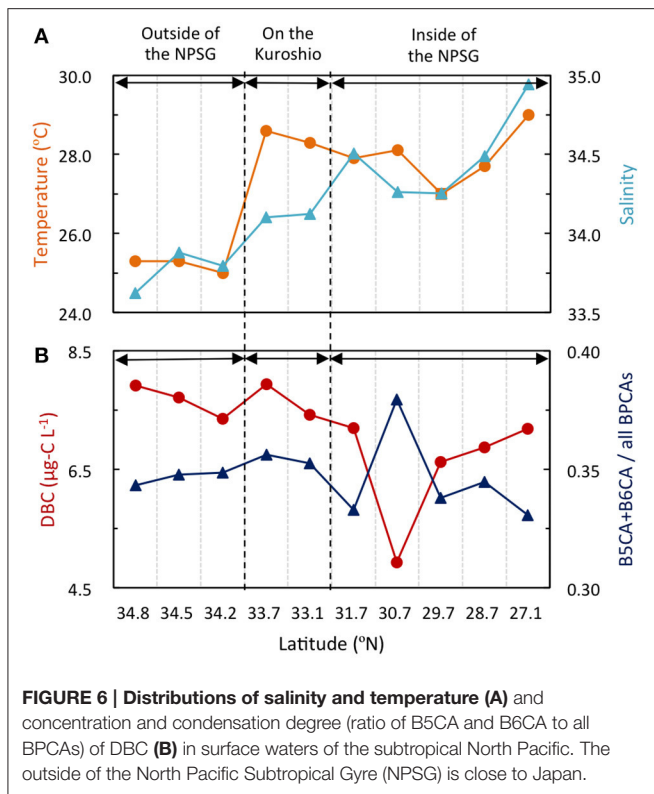 A
Outside of the NPSG
On the Kuroshio
Inside of the NPSG
30.0
28.0
26.0
24.0
Temperature (°C)
35.0
34.5
34.0
33.5
Salinity
B
8.5
6.5
4.5
DBC (µg-C L-1)
0.40
0.35
0.30
B5CA+B6CA / all BPCAs
34.8 34.5 34.2 33.7 33.1 31.7 30.7 29.7 28.7 27.1
Latitude (°N)
FIGURE 6 | Distributions of salinity and temperature (A) and
concentration and condensation degree (ratio of B5CA and B6CA to all
BPCAs) of DBC (B) in surface waters of the subtropical North Pacific. The
outside of the North Pacific Subtropical Gyre (NPSG) is close to Japan.